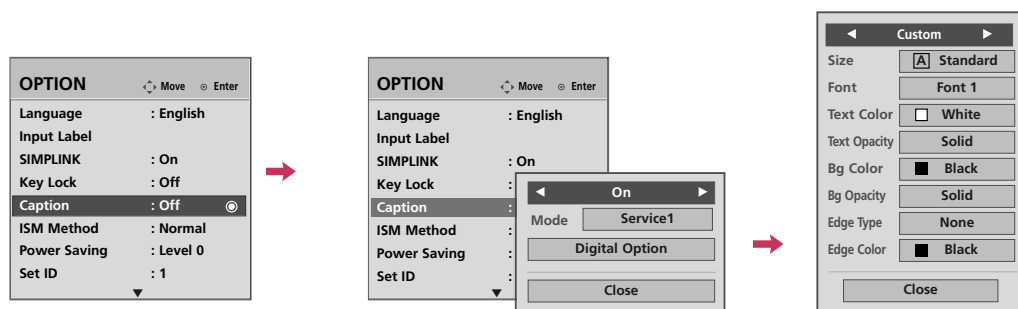 OPTION Move Enter
Language : English
Input Label
SIMPLINK : On
Key Lock : Off
Caption : Off
ISM Method : Normal
Power Saving : Level 0
Set ID : 1
OPTION Move Enter
Language : English
Input Label
SIMPLINK : On
Key Lock :
Caption :
ISM Method :
Power Saving :
Set ID :
On
Mode Service1
Digital Option
Close
Custom
Size A Standard
Font Font 1
Text Color White
Text Opacity Solid
Bg Color Black
Bg Opacity Solid
Edge Type None
Edge Color Black
Close